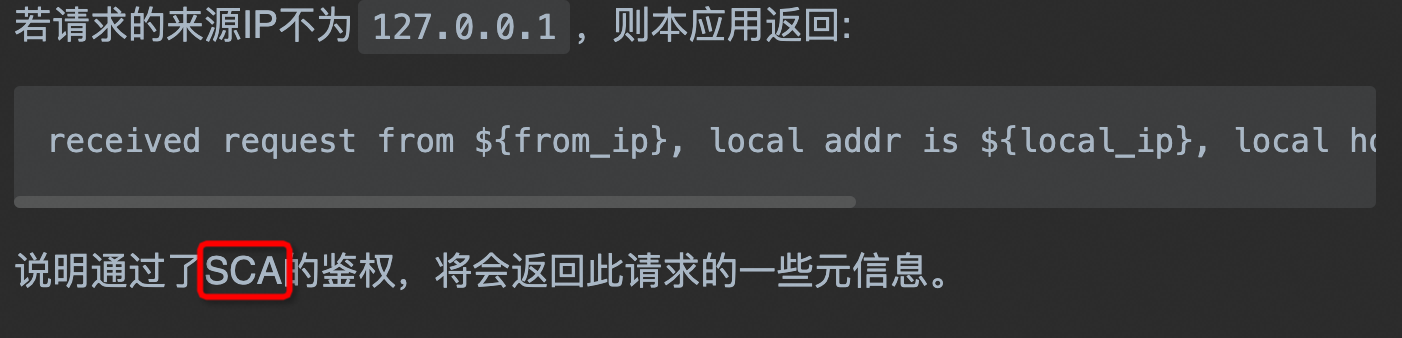 若请求的来源IP不为 127.0.0.1，则本应用返回:
received request from ${from_ip}, local addr is ${local_ip}, local
说明通过了SCA的鉴权，将会返回此请求的一些元信息。